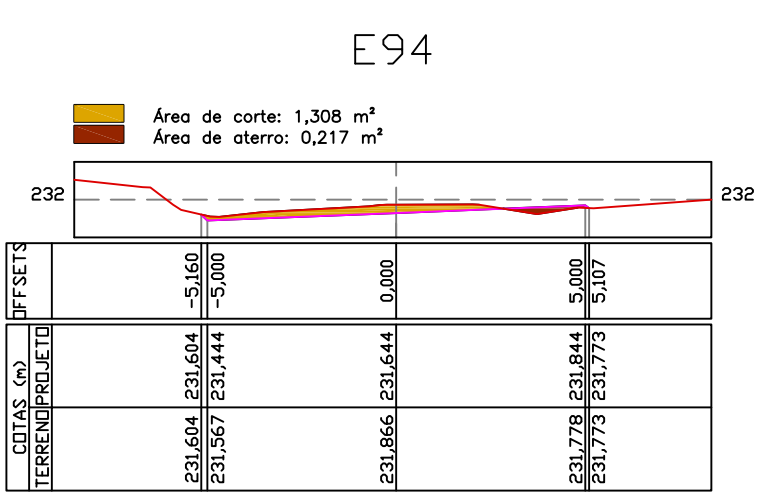 E94
Área de corte: 1,308 m²
Área de aterro: 0,217 m²
232
232
OFFSETS
-5,160
-5,000
0,000
5,000
5,107
COTAS (m)
PROJETO
231,604
231,444
231,644
231,844
231,773
TERRENO
231,604
231,567
231,866
231,778
231,773